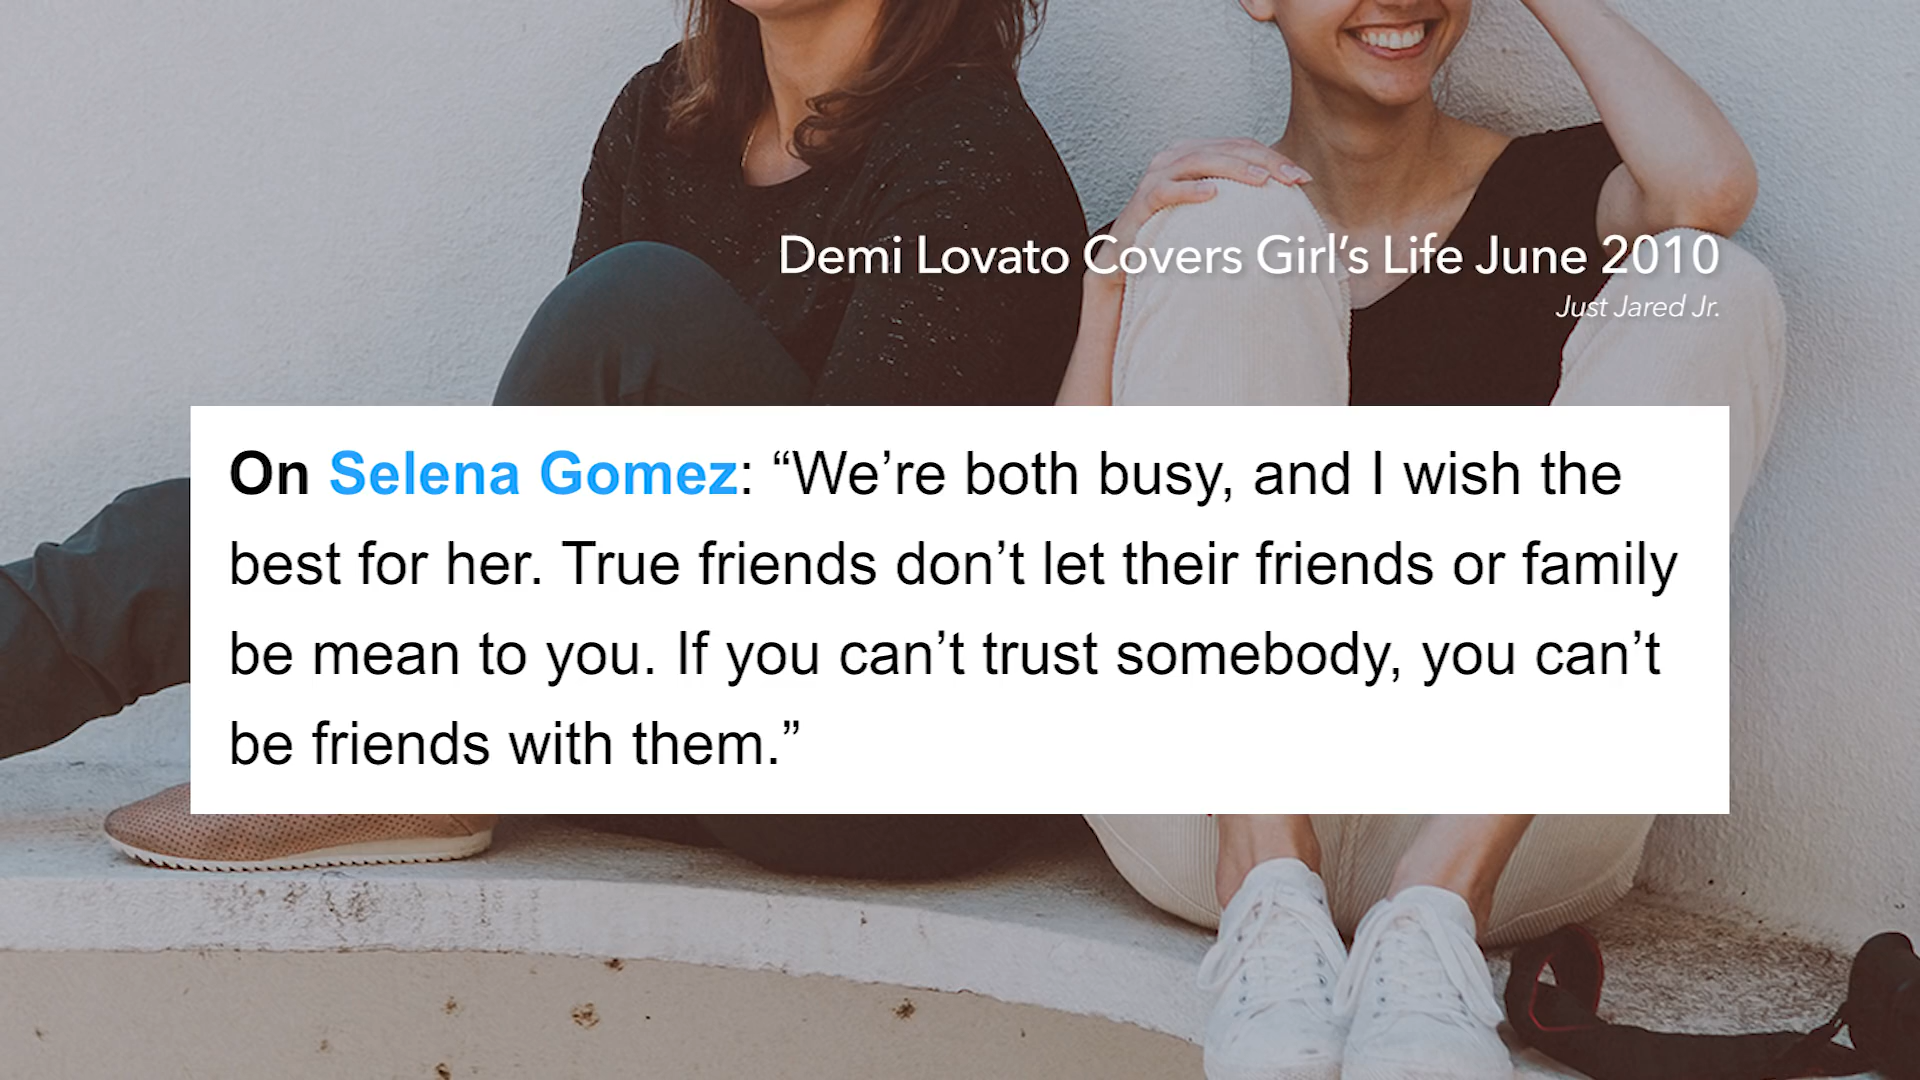 Demi Lovato Covers Girl’s Life June 2010
Just Jared Jr.
On Selena Gomez: “We’re both busy, and I wish the
best for her. True friends don’t let their friends or family
be mean to you. If you can’t trust somebody, you can’t
be friends with them.”